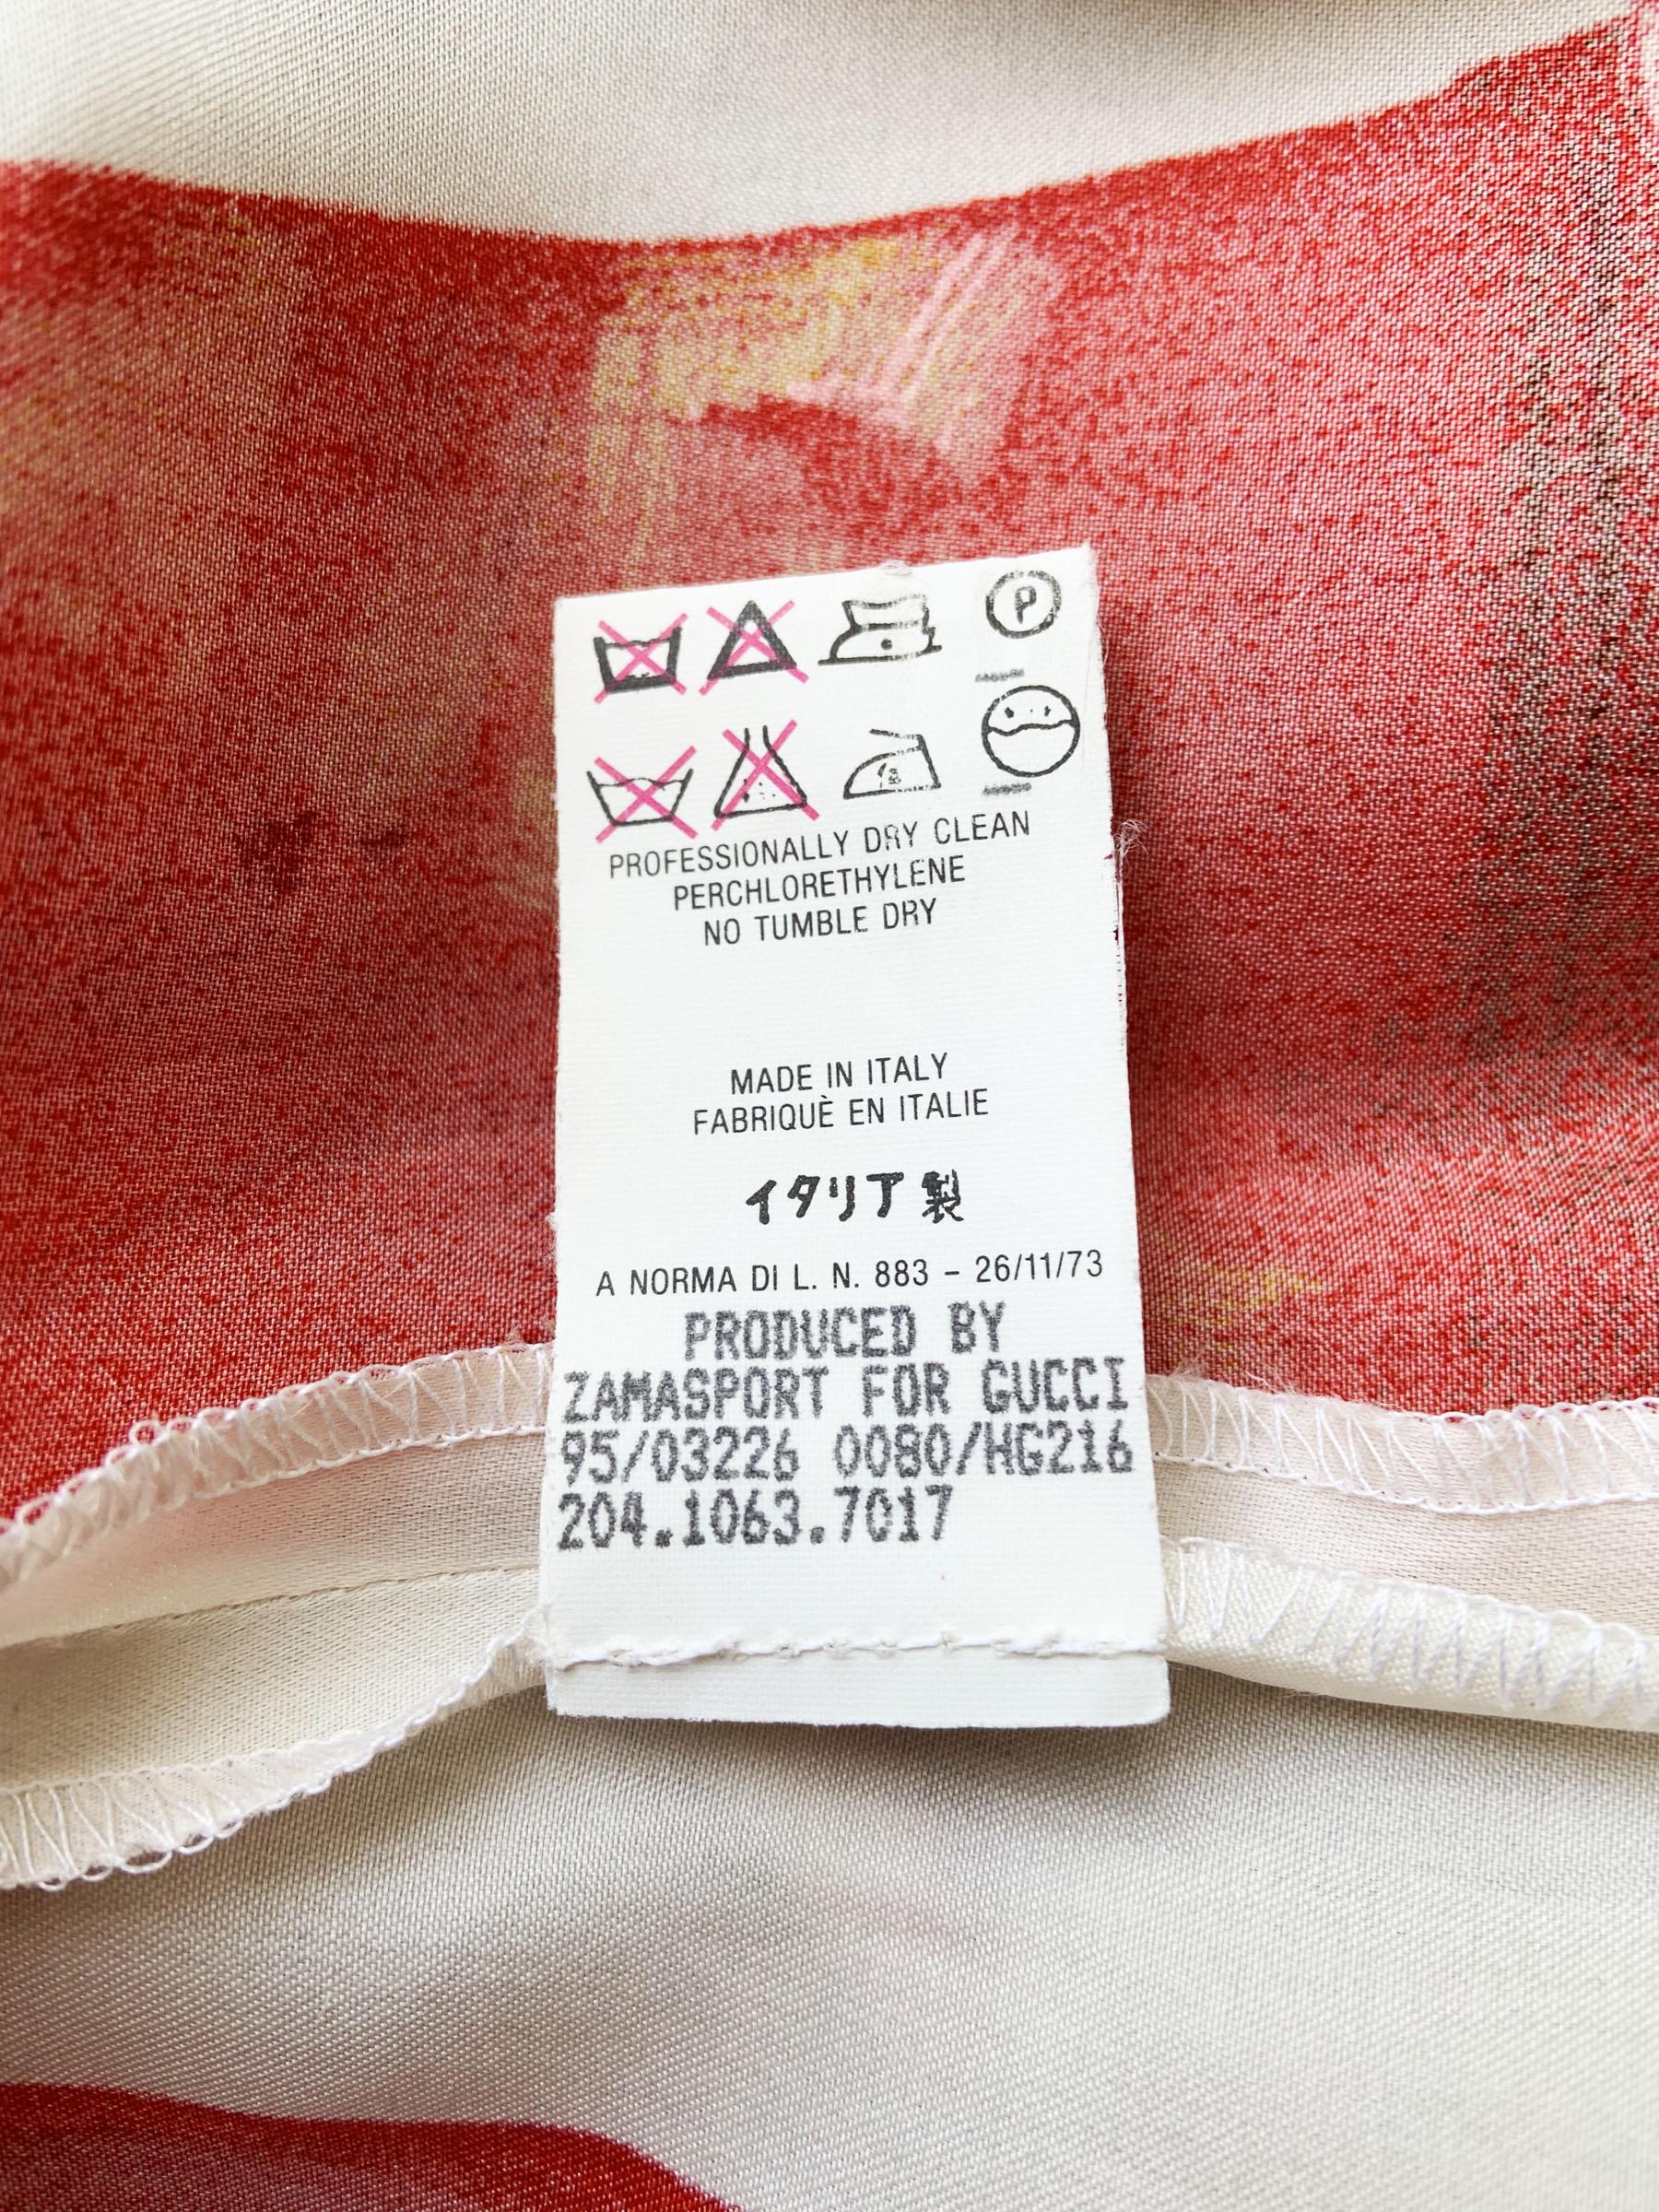 P
PROFESSIONALLY DRY CLEAN
PERCHLORETHYLENE
NO TUMBLE DRY
MADE IN ITALY
FABRIQUÈ EN ITALIE
イタリア製
A NORMA DI L. N. 883 – 26/11/73
PRODUCED BY
ZAMASPORT FOR GUCCI
95/03226 0080/HG216
204.1063.7017